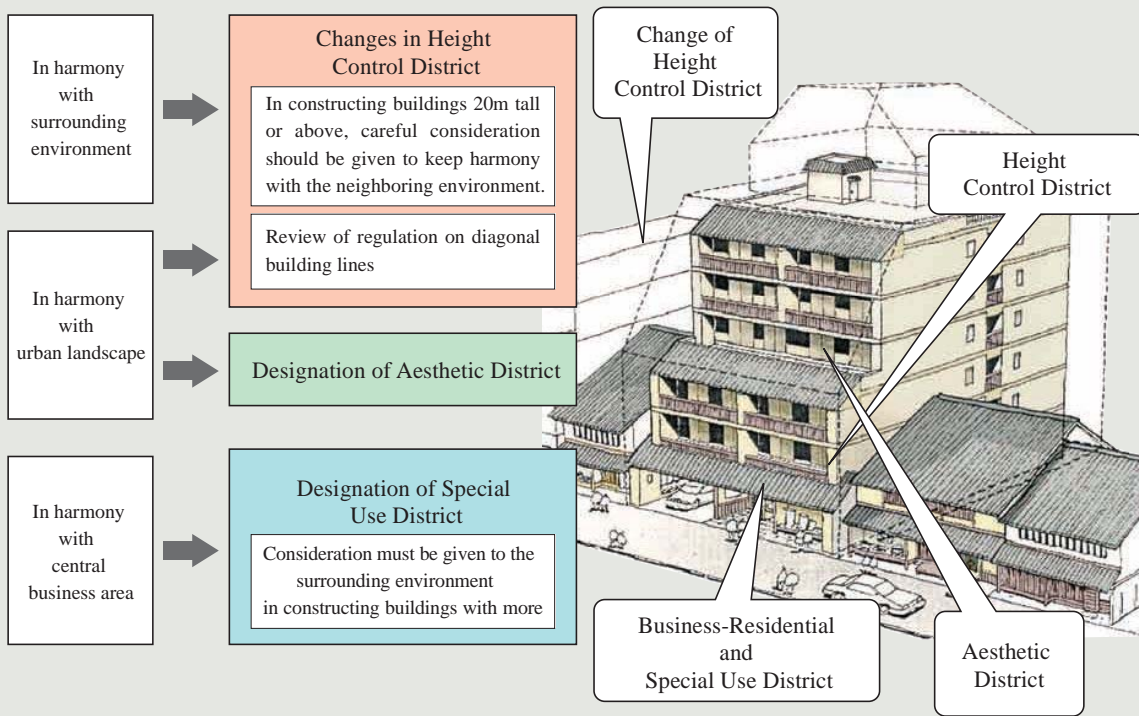 In harmony
with
surrounding
environment
Changes in Height
Control District
In constructing buildings 20m tall
or above, careful consideration
should be given to keep harmony
with the neighboring environment.
Review of regulation on diagonal
building lines
In harmony
with
urban landscape
Designation of Aesthetic District
In harmony
with
central
business area
Designation of Special
Use District
Consideration must be given to the
surrounding environment
in constructing buildings with more
Change of
Height
Control District
Height
Control District
Business-Residential
and
Special Use District
Aesthetic
District